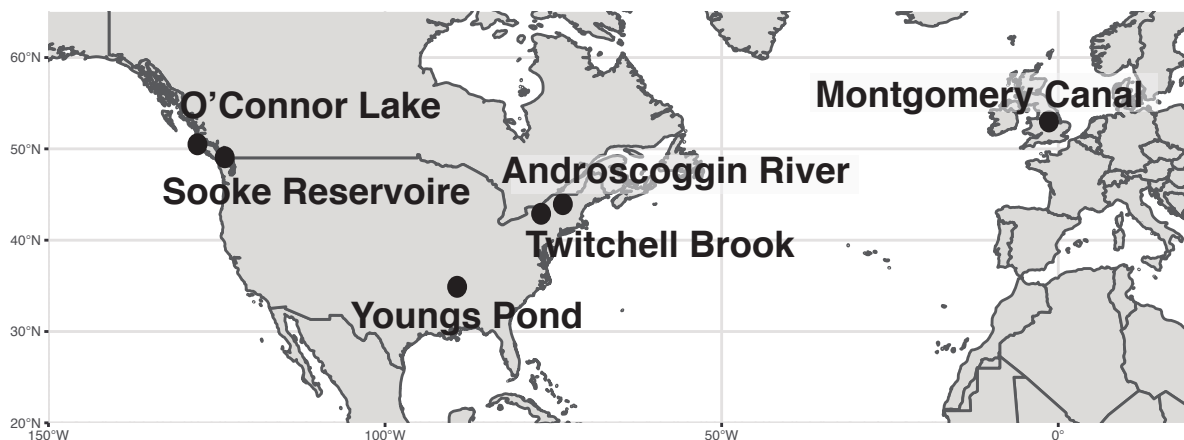 60°N
O’Connor Lake
Montgomery Canal
50°N
Androscoggin River
Sooke Reservoire
40°N
Twitchell Brook
Youngs Pond
30°N
20°N
150°W
100°W
50°W
0°